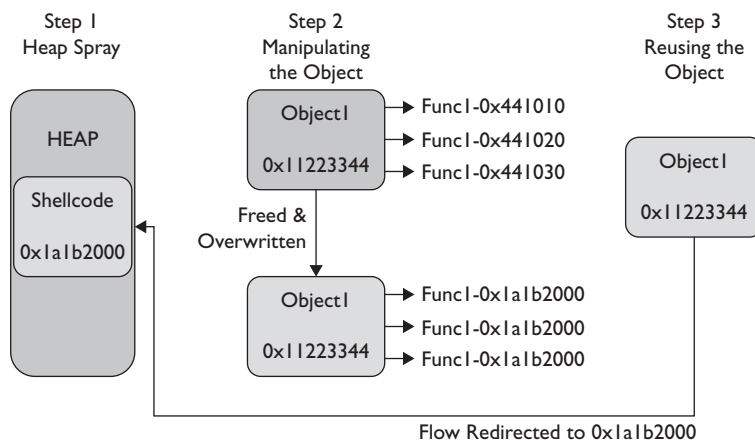 Step 1
Heap Spray
HEAP
Shellcode
0x1a1b2000
Step 2
Manipulating
the Object
Object1
0x11223344
Func1-0x441010
Func1-0x441020
Func1-0x441030
Freed &
Overwritten
Object1
0x11223344
Func1-0x1a1b2000
Func1-0x1a1b2000
Func1-0x1a1b2000
Step 3
Reusing the
Object
Object1
0x11223344
Flow Redirected to 0x1a1b2000